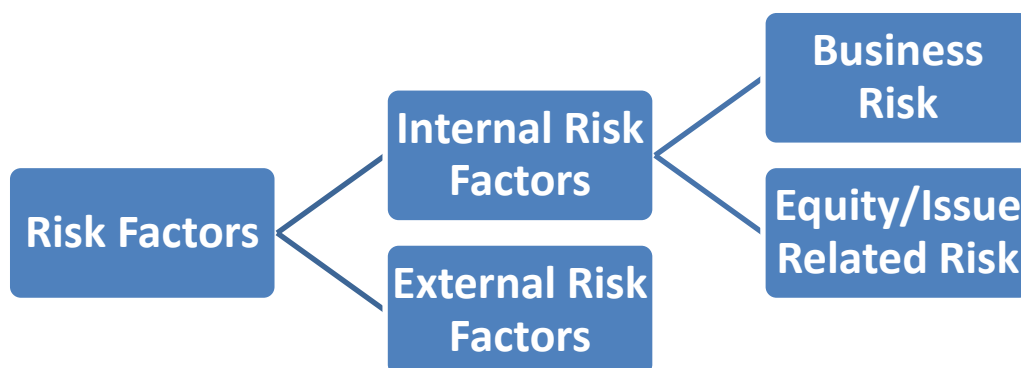 Risk Factors
Internal Risk
Factors
External Risk
Factors
Business
Risk
Equity/Issue
Related Risk